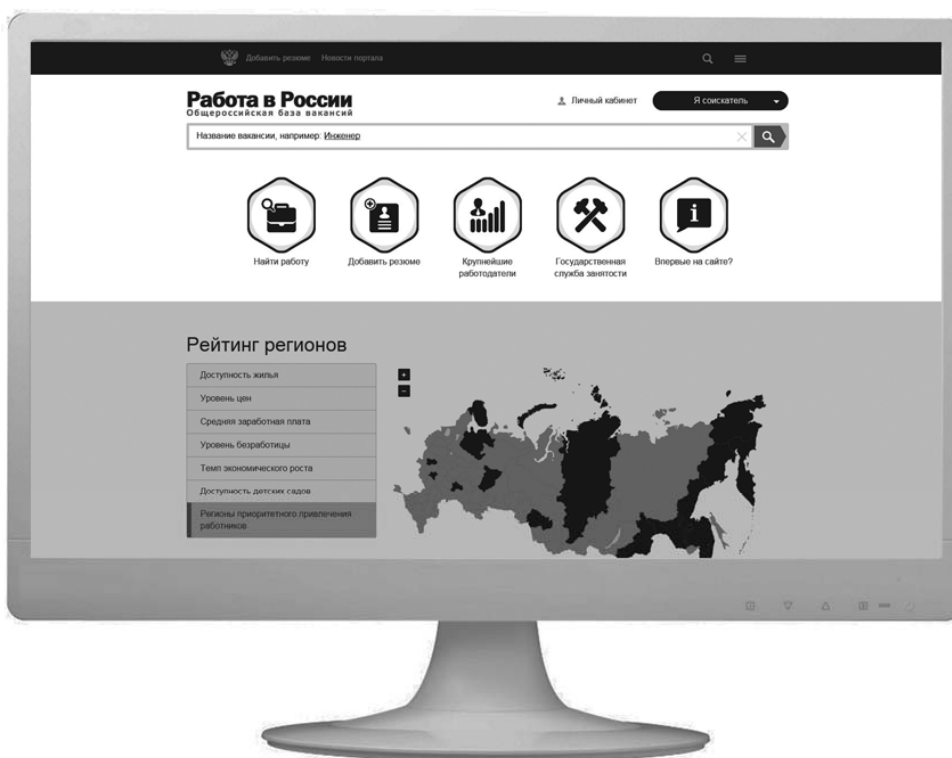 Добавить резюме Новости портала
Работа в России
Общероссийская база вакансий
Личный кабинет
Я соискатель
Название вакансии, например: Инженер
Найти работу
Добавить резюме
Крупнейшие
работодатели
Государственная
служба занятости
Впервые на сайте?
Рейтинг регионов
Доступность жилья
Уровень цен
Средняя заработная плата
Уровень безработицы
Темп экономического роста
Доступность детских садов
Регионы приоритетного привлечения
работников